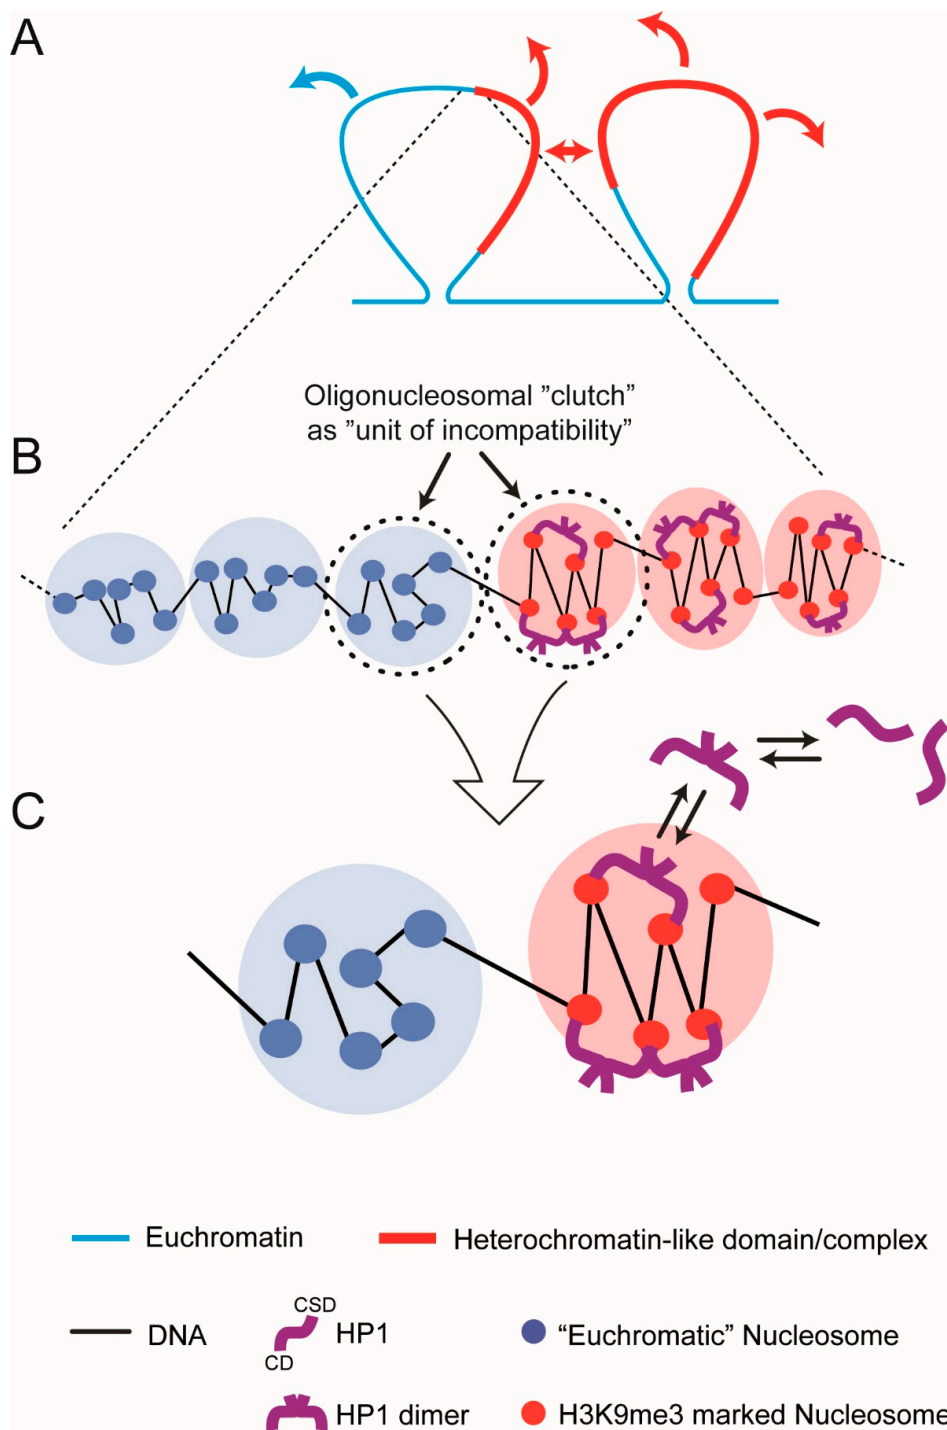 A
Oligonucleosomal ”clutch”
as ”unit of incompatibility”
B
C
Euchromatin
Heterochromatin-like domain/complex
DNA
CSD
HP1
CD
“Euchromatic” Nucleosome
HP1 dimer
H3K9me3 marked Nucleosome